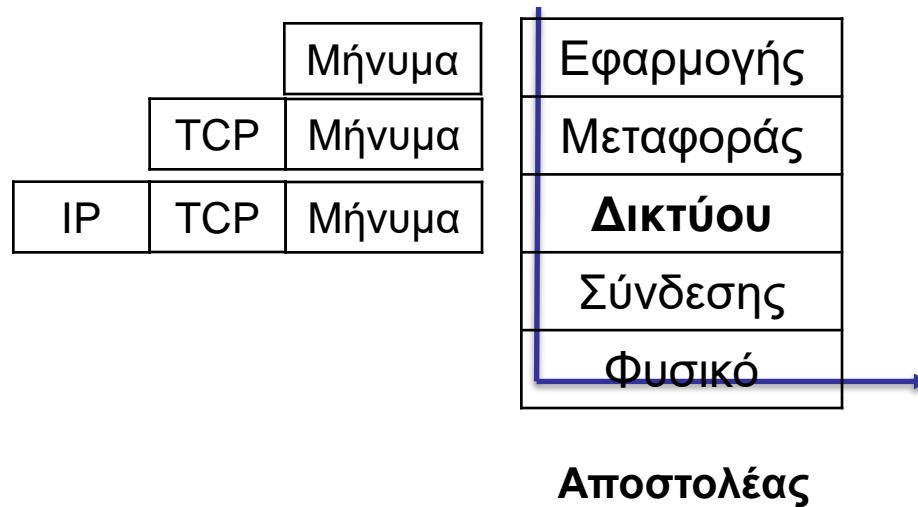 Μήνυμα Εφαρμογής
TCP Μήνυμα Μεταφοράς
IP TCP Μήνυμα Δικτύου
Σύνδεσης
Φυσικό
Αποστολέας